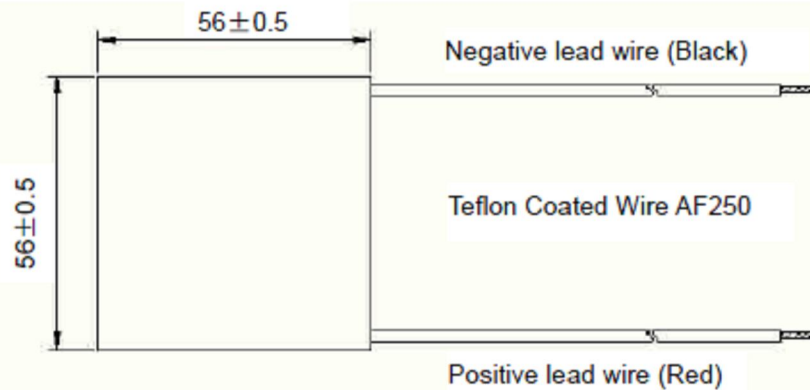 56±0.5
Negative lead wire (Black)
56±0.5
Teflon Coated Wire AF250
Positive lead wire (Red)